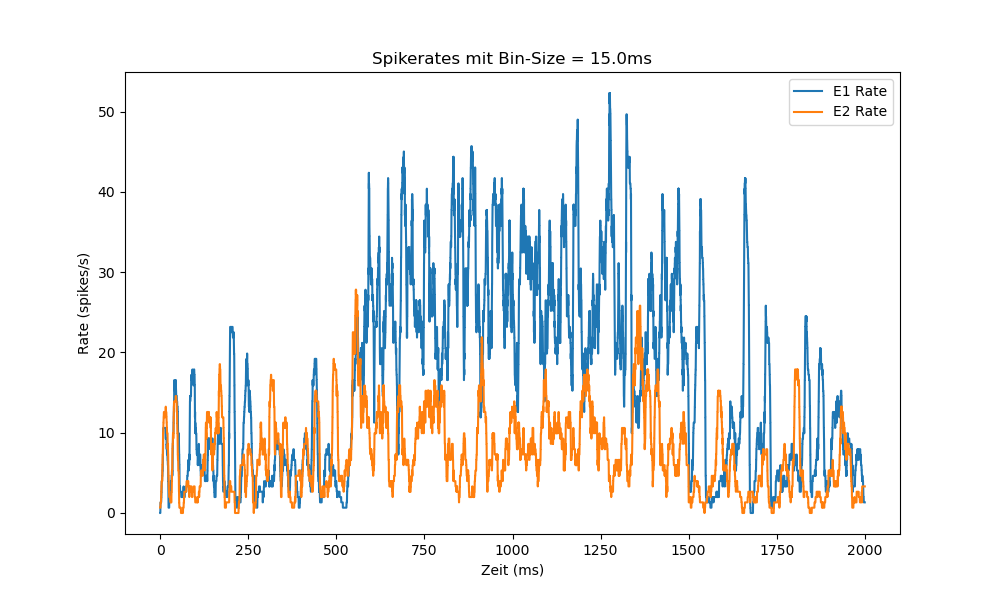 Spikerates mit Bin-Size = 15.0ms
E1 Rate
E2 Rate
Rate (spikes/s)
50
40
30
20
10
0
0 250 500 750 1000 1250 1500 1750 2000
Zeit (ms)